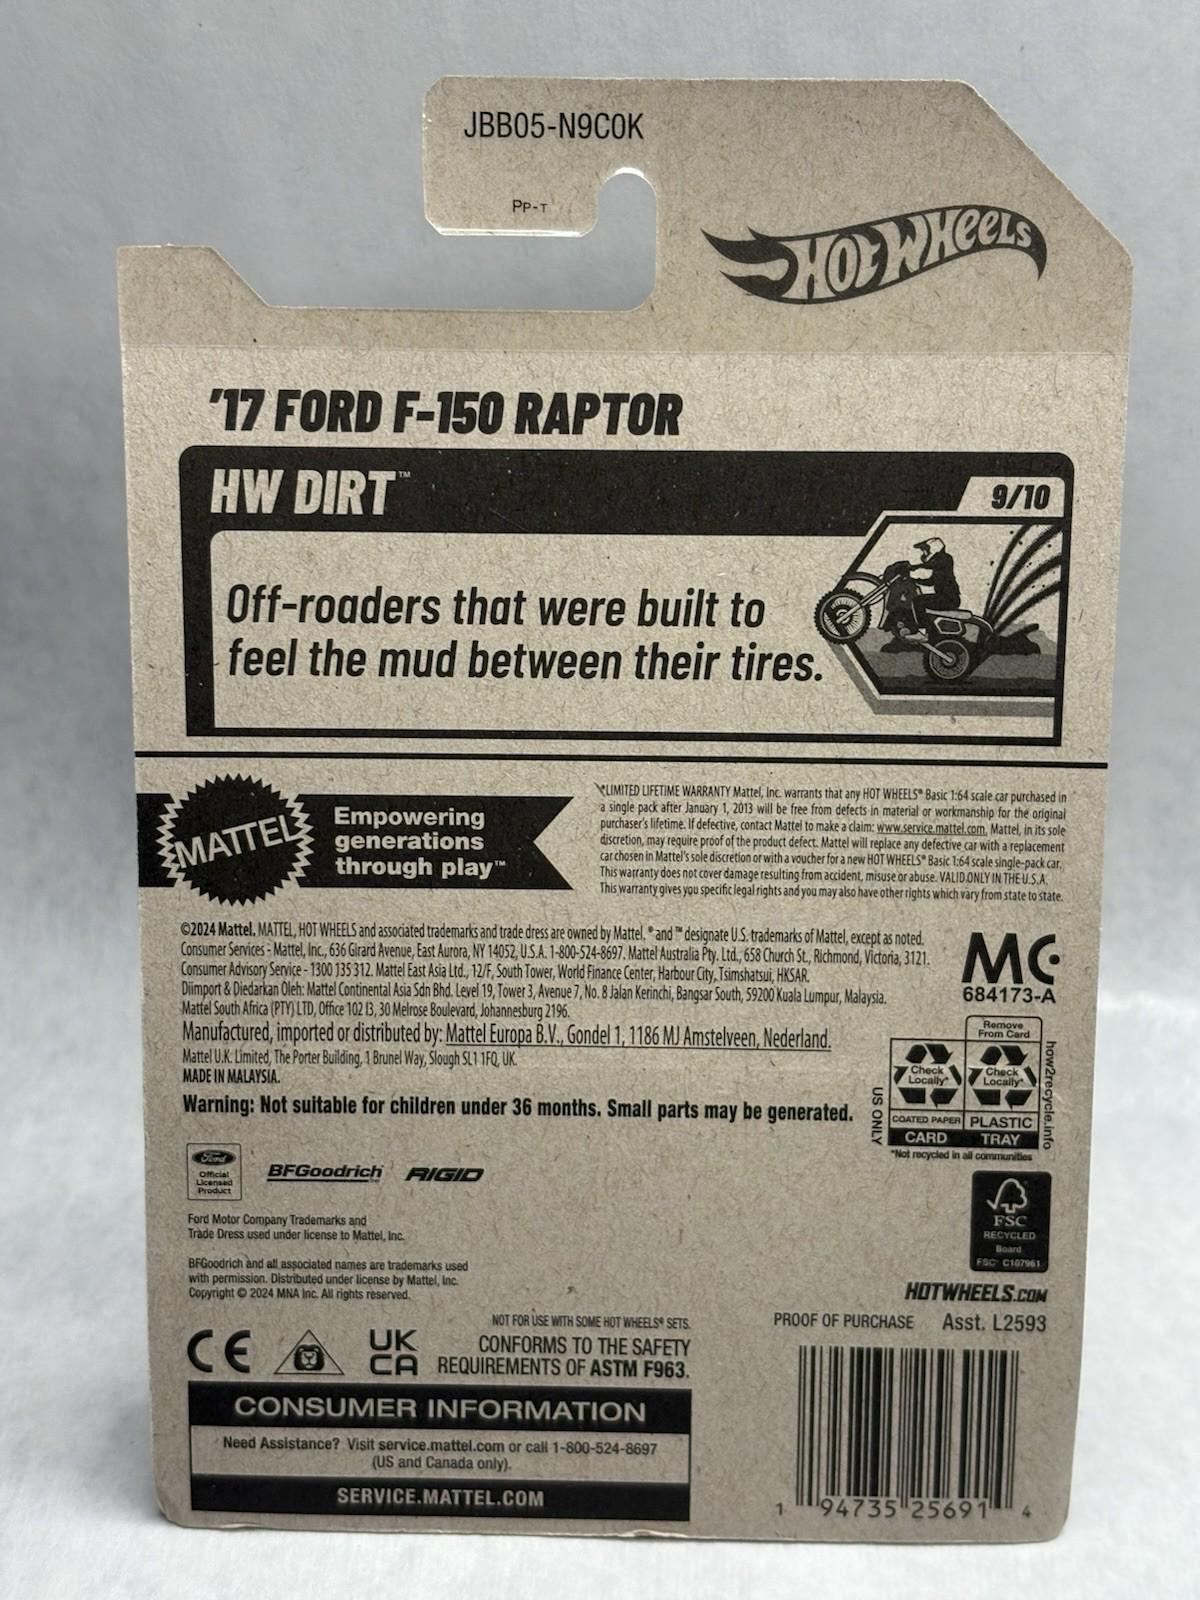 JBB05-N9C0K
PP-T
HOT WHEELS
'17 FORD F-150 RAPTOR
HW DIRT™
9/10
Off-roaders that were built to
feel the mud between their tires.
MATTEL
Empowering
generations
through play™
*LIMITED LIFETIME WARRANTY Mattel, Inc. warrants that any HOT WHEELS® Basic 1:64 scale car purchased in
a single pack after January 1, 2013 will be free from defects in material or workmanship for the original
purchaser's lifetime. If defective, contact Mattel to make a claim: www.service.mattel.com. Mattel, in its sole
discretion, may require proof of the product defect. Mattel will replace any defective car with a replacement
car chosen in Mattel's sole discretion or with a voucher for a new HOT WHEELS® Basic 1:64 scale single-pack car.
This warranty does not cover damage resulting from accident, misuse or abuse. VALID ONLY IN THE U.S.A.
This warranty gives you specific legal rights and you may also have other rights which vary from state to state.
©2024 Mattel. MATTEL, HOT WHEELS and associated trademarks and trade dress are owned by Mattel. ® and ™ designate U.S. trademarks of Mattel, except as noted.
Consumer Services - Mattel, Inc., 636 Girard Avenue, East Aurora, NY 14052, U.S.A. 1-800-524-8697. Mattel Australia Pty. Ltd., 658 Church St., Richmond, Victoria, 3121.
Consumer Advisory Service - 1300 135 312. Mattel East Asia Ltd., 12/F, South Tower, World Finance Center, Harbour City, Tsimshatsui, HKSAR.
Diimport & Diedarkan Oleh: Mattel Continental Asia Sdn Bhd. Level 19, Tower 3, Avenue 7, No. 8 Jalan Kerinchi, Bangsar South, 59200 Kuala Lumpur, Malaysia.
Mattel South Africa (PTY) LTD, Office 102 I3, 30 Melrose Boulevard, Johannesburg 2196.
Manufactured, imported or distributed by: Mattel Europa B.V., Gondel 1, 1186 MJ Amstelveen, Nederland.
Mattel U.K. Limited, The Porter Building, 1 Brunel Way, Slough SL1 1FQ, UK.
MADE IN MALAYSIA.
Warning: Not suitable for children under 36 months. Small parts may be generated.
MC
684173-A
Remove
From Card
Check
Locally*
Check
Locally*
COATED PAPER
PLASTIC
CARD
TRAY
US ONLY
how2recycle.info
*Not recycled in all communities
Ford
Official
Licensed
Product
BFGoodrich
RIGID
Ford Motor Company Trademarks and
Trade Dress used under license to Mattel, Inc.
BFGoodrich and all associated names are trademarks used
with permission. Distributed under license by Mattel, Inc.
Copyright © 2024 MNA Inc. All rights reserved.
FSC
RECYCLED
Board
FSC® C107961
HOTWHEELS.COM
PROOF OF PURCHASE Asst. L2593
NOT FOR USE WITH SOME HOT WHEELS® SETS.
CE
UK
CA
CONFORMS TO THE SAFETY
REQUIREMENTS OF ASTM F963.
CONSUMER INFORMATION
Need Assistance? Visit service.mattel.com or call 1-800-524-8697
(US and Canada only).
SERVICE.MATTEL.COM
1 94735 25691 4